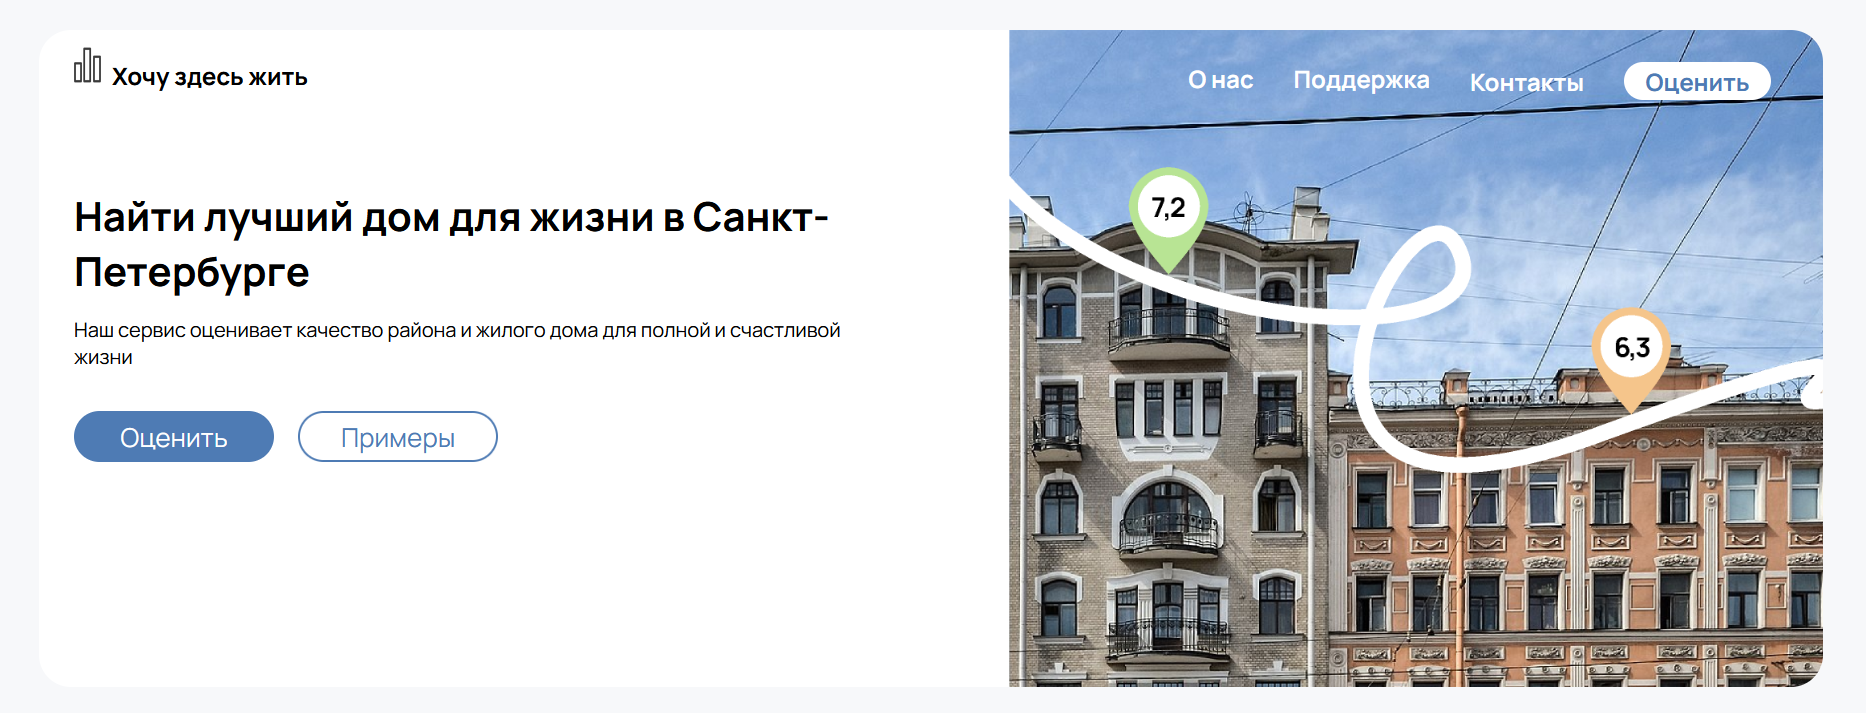 Хочу здесь жить
О нас
Поддержка
Контакты
Оценить
Найти лучший дом для жизни в Санкт-
Петербурге
Наш сервис оценивает качество района и жилого дома для полной и счастливой
жизни
Оценить
Примеры
7,2
6,3